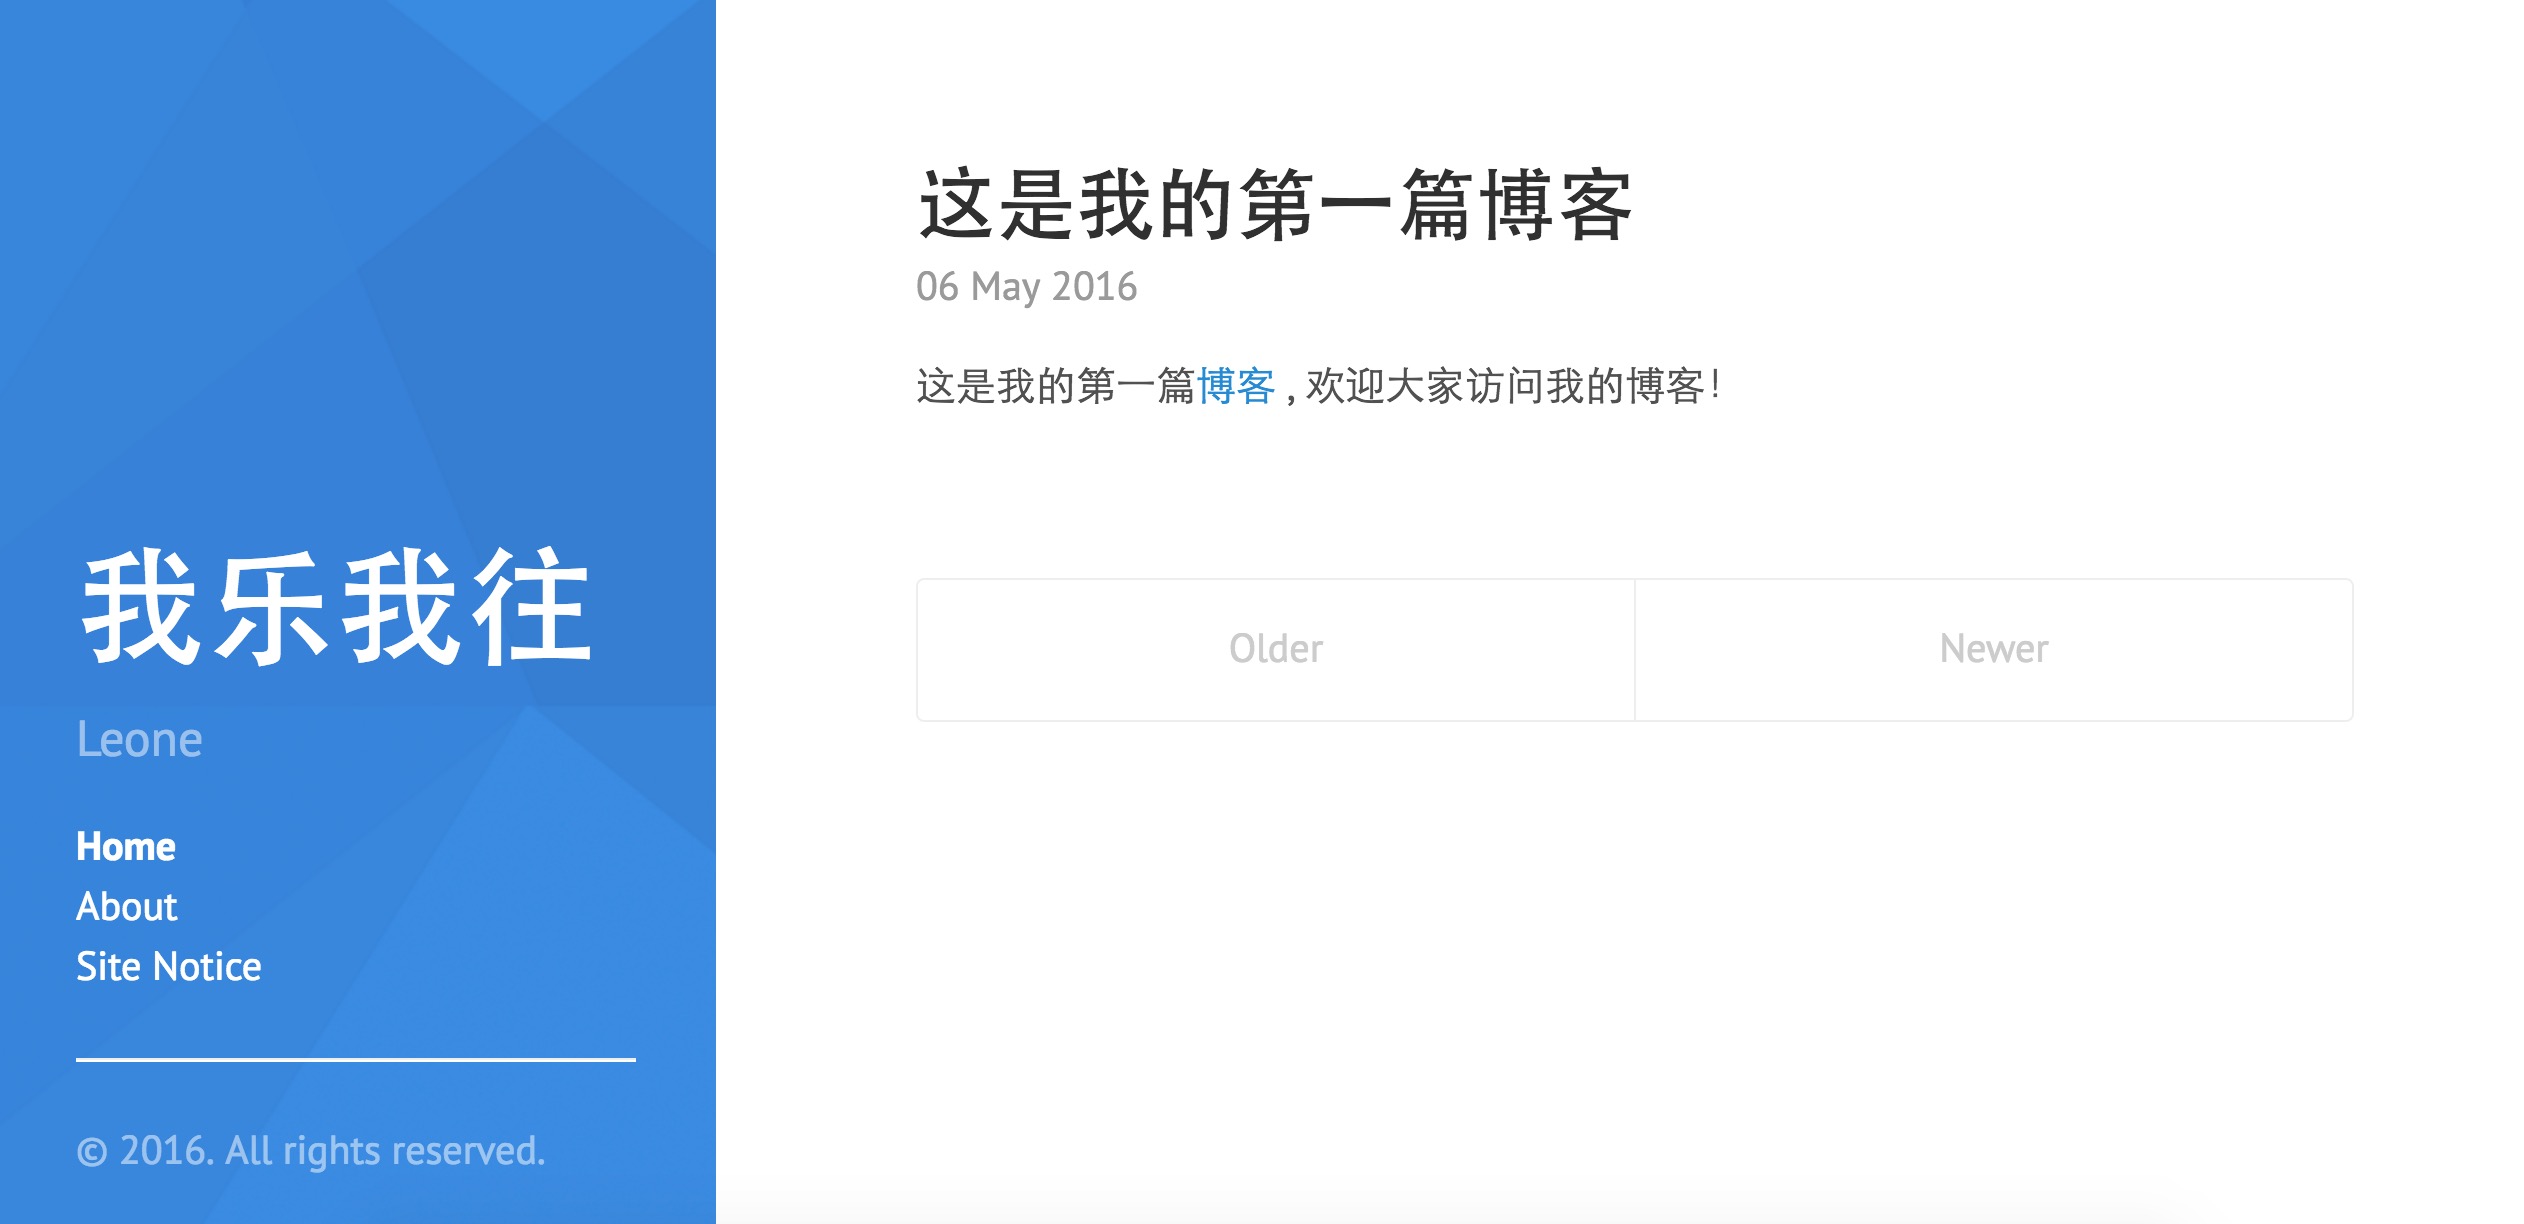 我乐我往
Leone
Home
About
Site Notice
© 2016. All rights reserved.
这是我的第一篇博客
06 May 2016
这是我的第一篇博客 , 欢迎大家访问我的博客！
Older
Newer